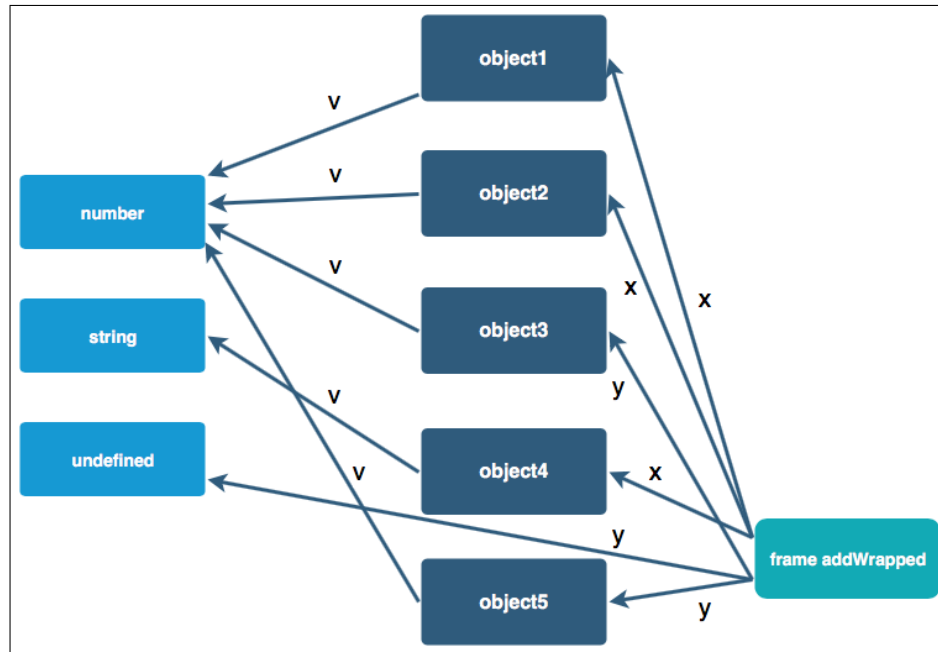 object1
v
object2
v
number
x
x
object3
v
string
y
v
object4
undefined
v
x
y
frame addWrapped
object5
y